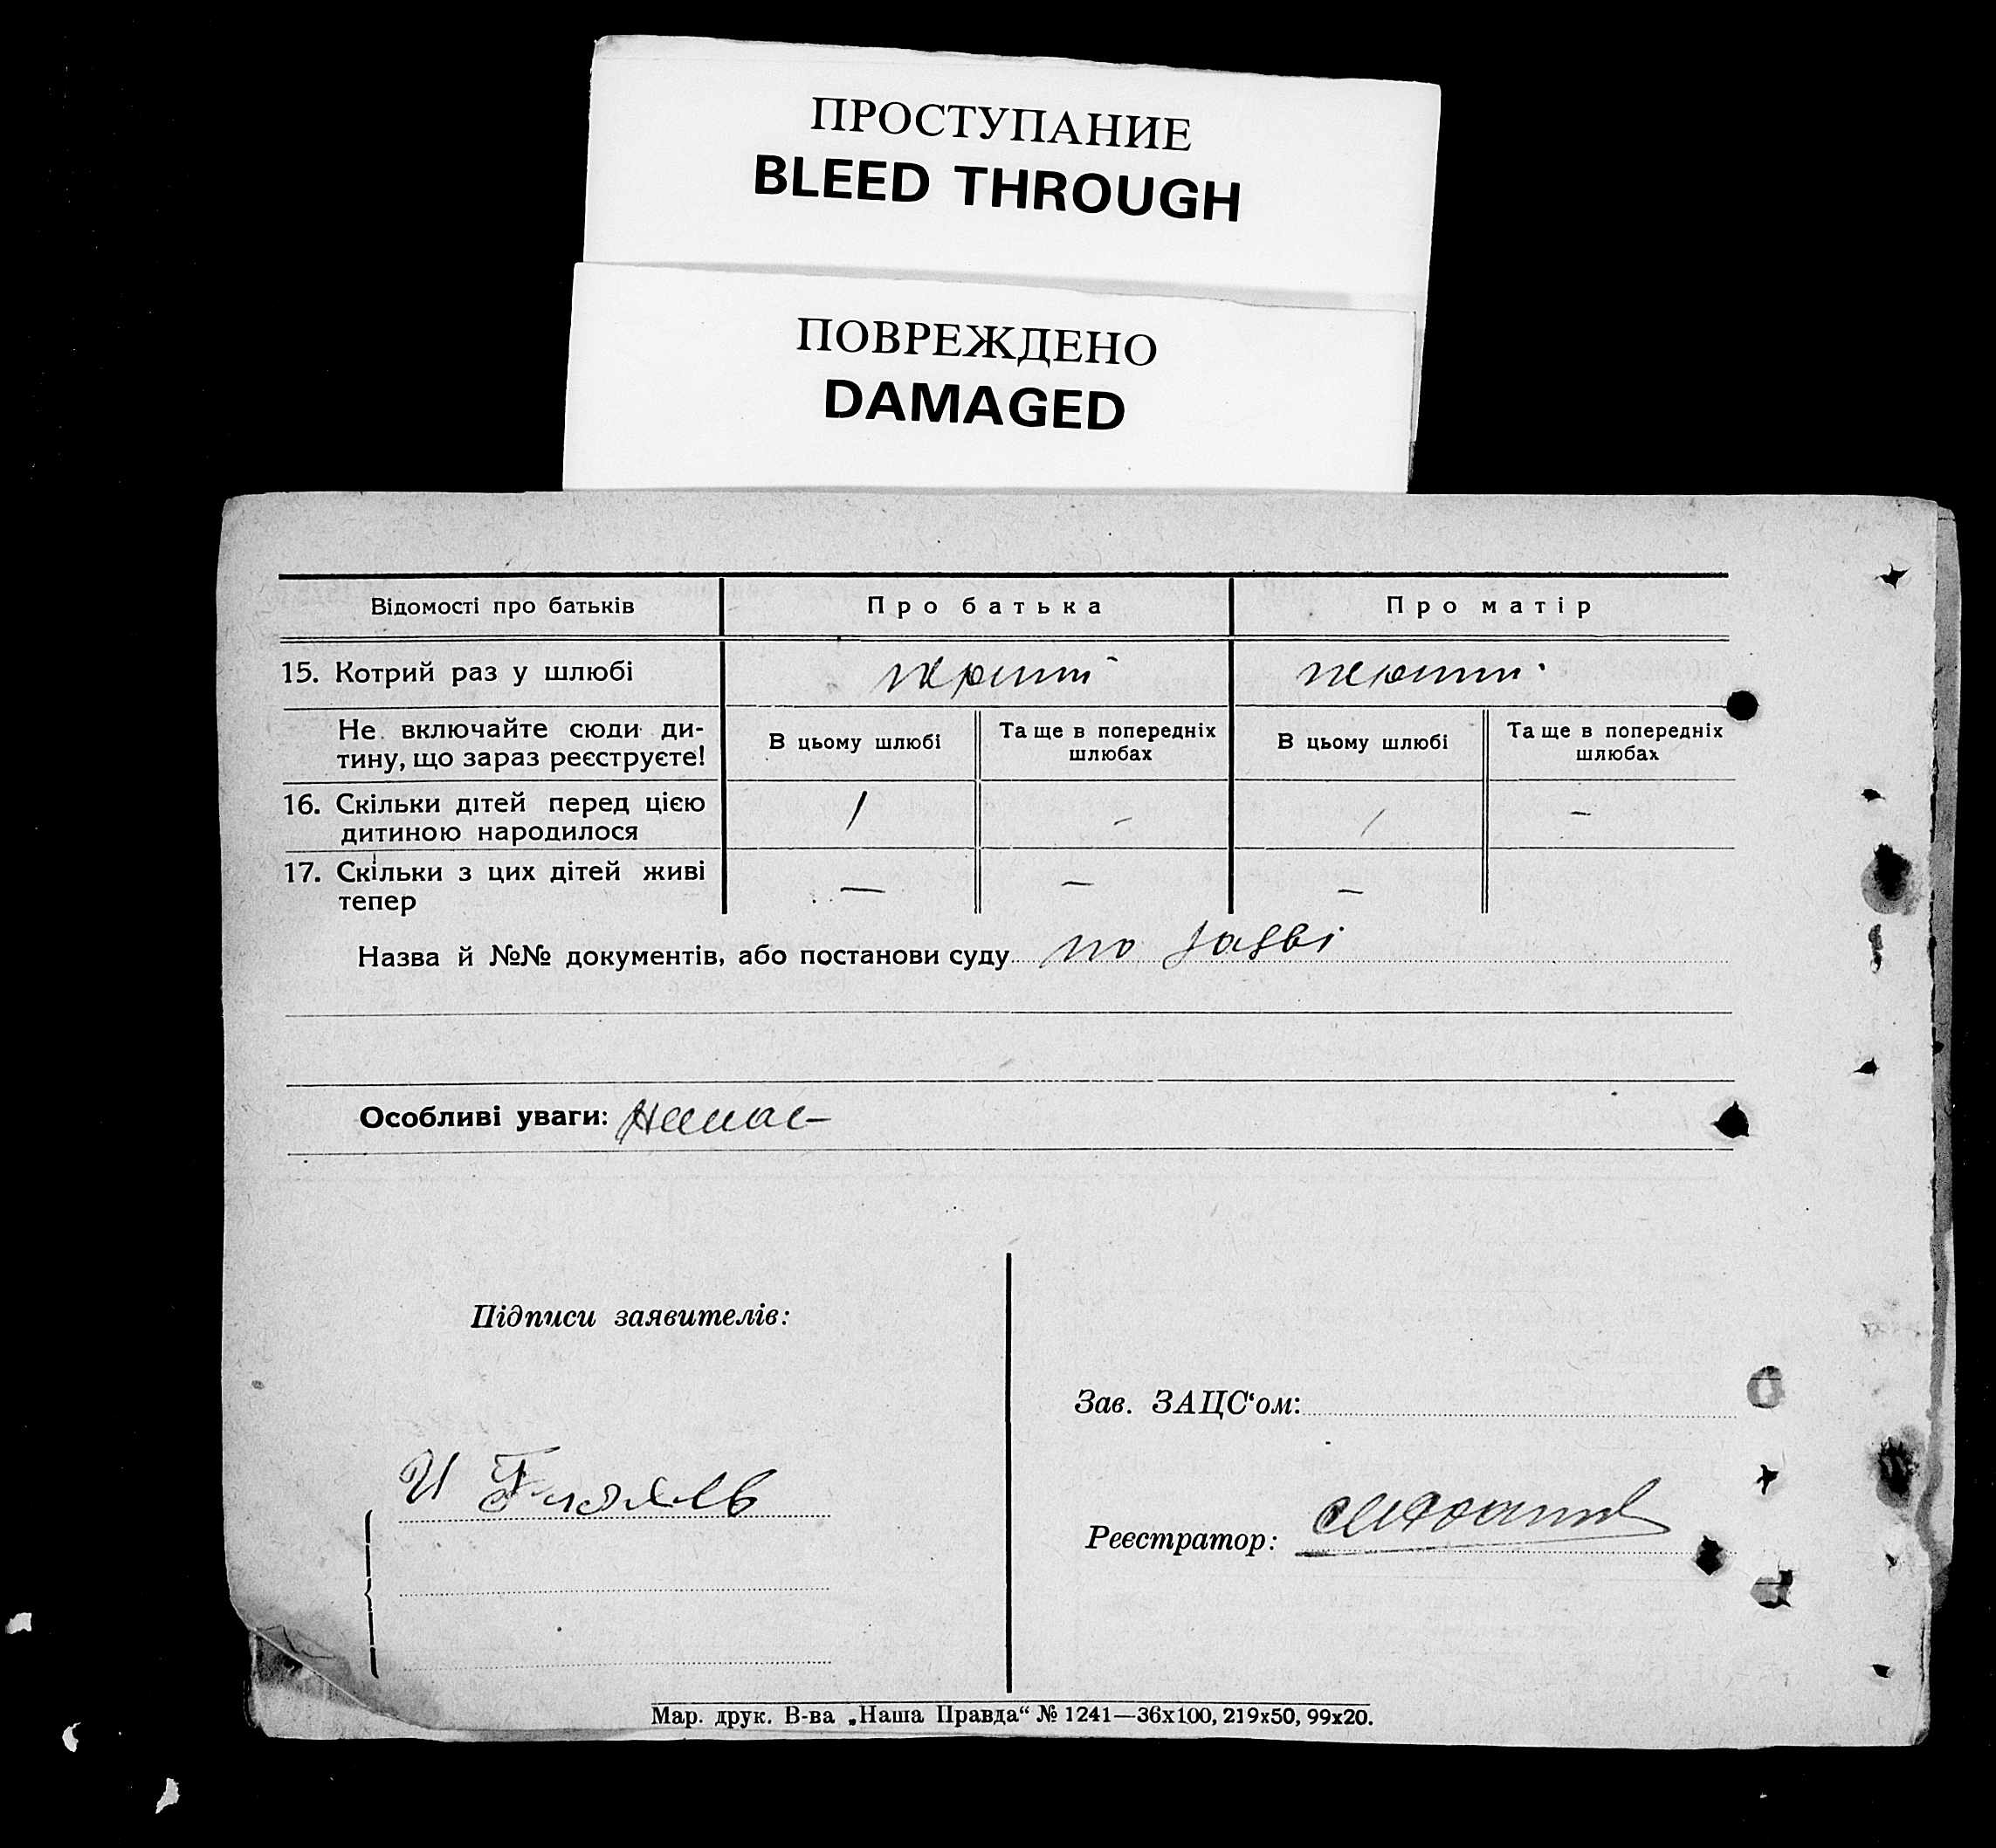 ПРОСТУПАНИЕ
BLEED THROUGH
ПОВРЕЖДЕНО
DAMAGED
Відомості про батьків Про батька Про матір
15. Котрий раз у шлюбі перший перший
Не включайте сюди ди-
тину, що зараз реєструєте!
В цьому шлюбі Та ще в попередніх
шлюбах
В цьому шлюбі Та ще в попередніх
шлюбах
16. Скільки дітей перед цією
дитиною народилося 1 - 1 -
17. Скільки з цих дітей живі
тепер — — -
Назва й №№ документів, або постанови суду по заяві
Особливі уваги: Немає
Підписи заявителів:
Зав. ЗАЦС‘ом:
И
Реєстратор:
Мар. друк. В-ва „Наша Правда“ № 1241—36х100, 219х50, 99х20.